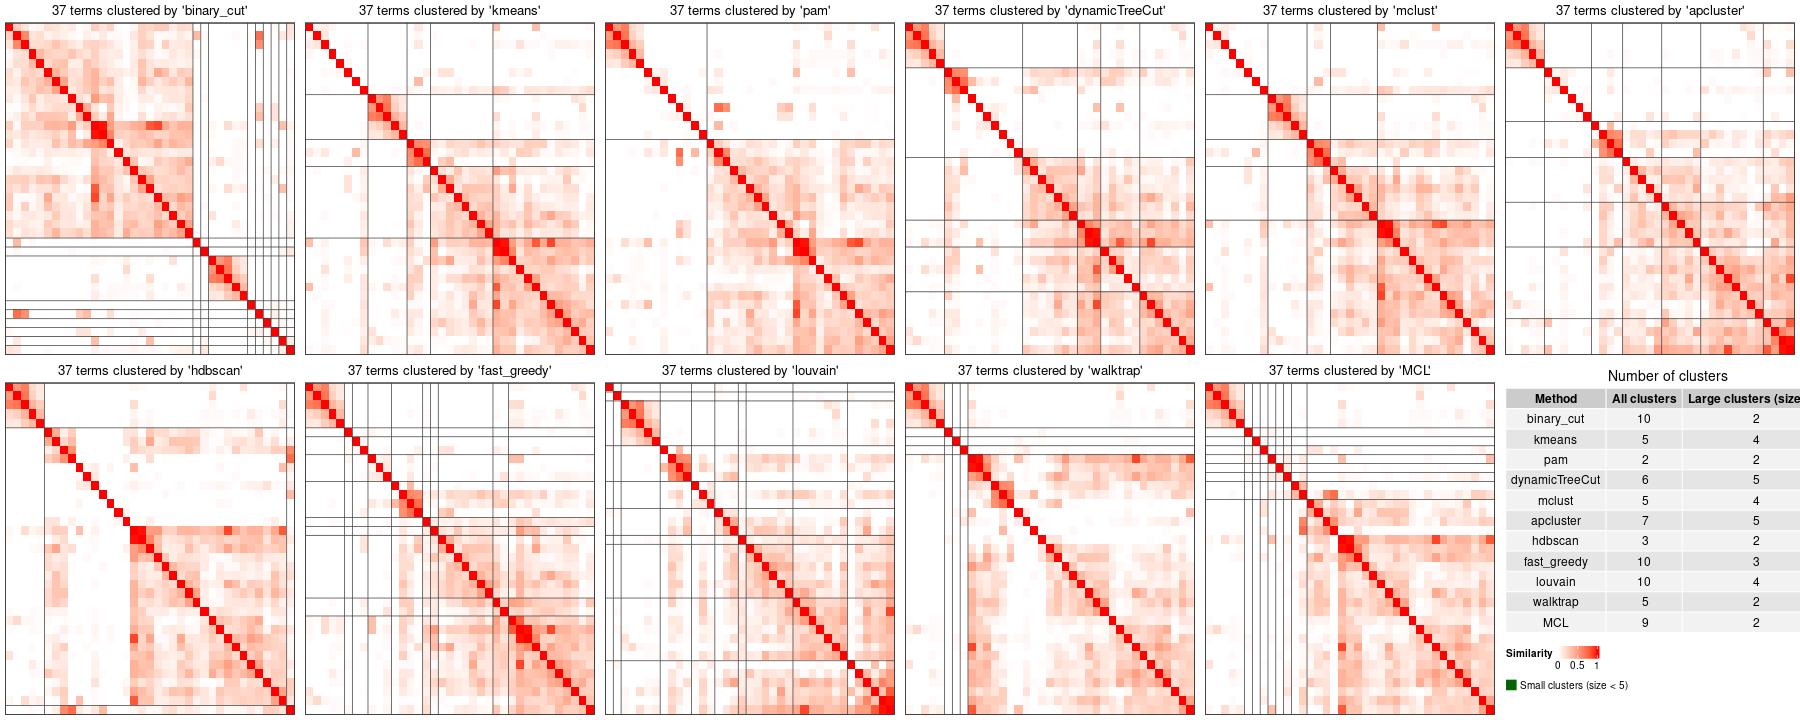 37 terms clustered by 'binary_cut'
37 terms clustered by 'kmeans'
37 terms clustered by 'pam'
37 terms clustered by 'dynamicTreeCut'
37 terms clustered by 'mclust'
37 terms clustered by 'apcluster'
37 terms clustered by 'hdbscan'
37 terms clustered by 'fast_greedy'
37 terms clustered by 'louvain'
37 terms clustered by 'walktrap'
37 terms clustered by 'MCL'
Number of clusters
Method All clusters Large clusters (size
binary_cut 10 2
kmeans 5 4
pam 2 2
dynamicTreeCut 6 5
mclust 5 4
apcluster 7 5
hdbscan 3 2
fast_greedy 10 3
louvain 10 4
walktrap 5 2
MCL 9 2
Similarity
0 0.5 1
Small clusters (size < 5)